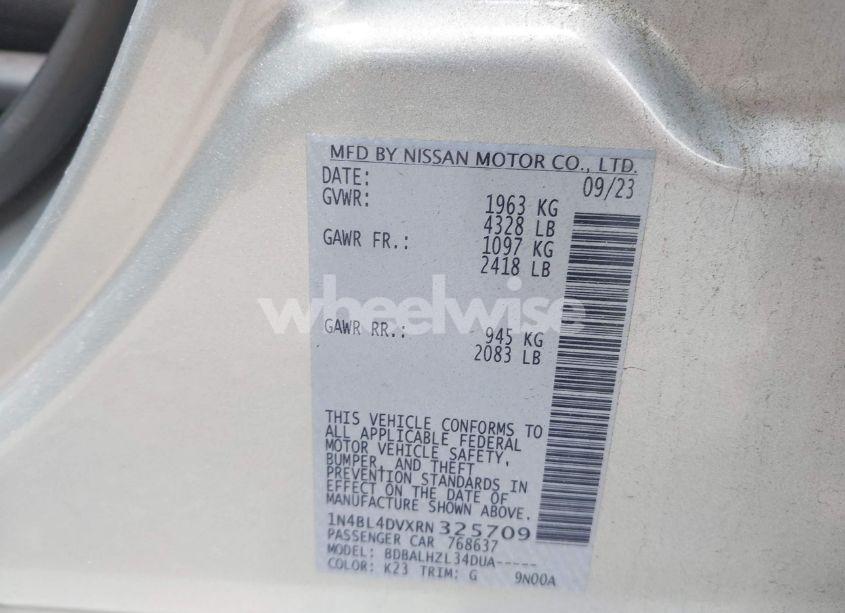 MFD BY NISSAN MOTOR CO., LTD.
DATE: 09/23
GVWR: 1963 KG
4328 LB
GAWR FR.: 1097 KG
2418 LB
wheelwise
GAWR RR.: 945 KG
2083 LB
THIS VEHICLE CONFORMS TO
ALL APPLICABLE FEDERAL
MOTOR VEHICLE SAFETY,
BUMPER, AND THEFT
PREVENTION STANDARDS IN
EFFECT ON THE DATE OF
MANUFACTURE SHOWN ABOVE.
1N4BL4DVXRN325709
PASSENGER CAR 768637
MODEL: BDBALHZL34DUA-----
COLOR: K23 TRIM: G 9N00A